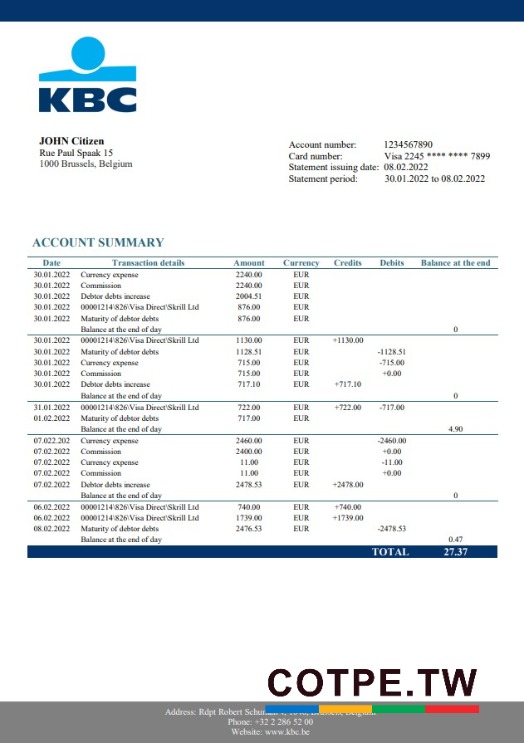 KBC
JOHN Citizen
Rue Paul Spaak 15
1000 Brussels, Belgium
Account number: 1234567890
Card number: Visa 2245 **** **** 7899
Statement issuing date: 08.02.2022
Statement period: 30.01.2022 to 08.02.2022
ACCOUNT SUMMARY
Date Transaction details Amount Currency Credits Debits Balance at the end
30.01.2022 Currency expense 2240.00 EUR
30.01.2022 Commission 2240.00 EUR
30.01.2022 Debtor debts increase 2004.51 EUR
30.01.2022 00001214\826\Visa Direct\Skrill Ltd 876.00 EUR
30.01.2022 Maturity of debtor debts 876.00 EUR
Balance at the end of day 0
30.01.2022 00001214\826\Visa Direct\Skrill Ltd 1130.00 EUR +1130.00
30.01.2022 Maturity of debtor debts 1128.51 EUR -1128.51
30.01.2022 Currency expense 715.00 EUR -715.00
30.01.2022 Commission 715.00 EUR +0.00
30.01.2022 Debtor debts increase 717.10 EUR +717.10
Balance at the end of day 0
31.01.2022 00001214\826\Visa Direct\Skrill Ltd 722.00 EUR +722.00 -717.00
01.02.2022 Maturity of debtor debts 717.00 EUR
Balance at the end of day 4.90
07.022.202 Currency expense 2460.00 EUR -2460.00
07.02.2022 Commission 2400.00 EUR +0.00
07.02.2022 Currency expense 11.00 EUR -11.00
07.02.2022 Commission 11.00 EUR +0.00
07.02.2022 Debtor debts increase 2478.53 EUR +2478.00
Balance at the end of day 0
06.02.2022 00001214\826\Visa Direct\Skrill Ltd 740.00 EUR +740.00
06.02.2022 00001214\826\Visa Direct\Skrill Ltd 1739.00 EUR +1739.00
08.02.2022 Maturity of debtor debts 2476.53 EUR -2478.53
Balance at the end of day 0.47
TOTAL 27.37
COTPE.TW
Address: Rdpt Robert
Phone: +32 2 286 52 00
Website: www.kbc.be